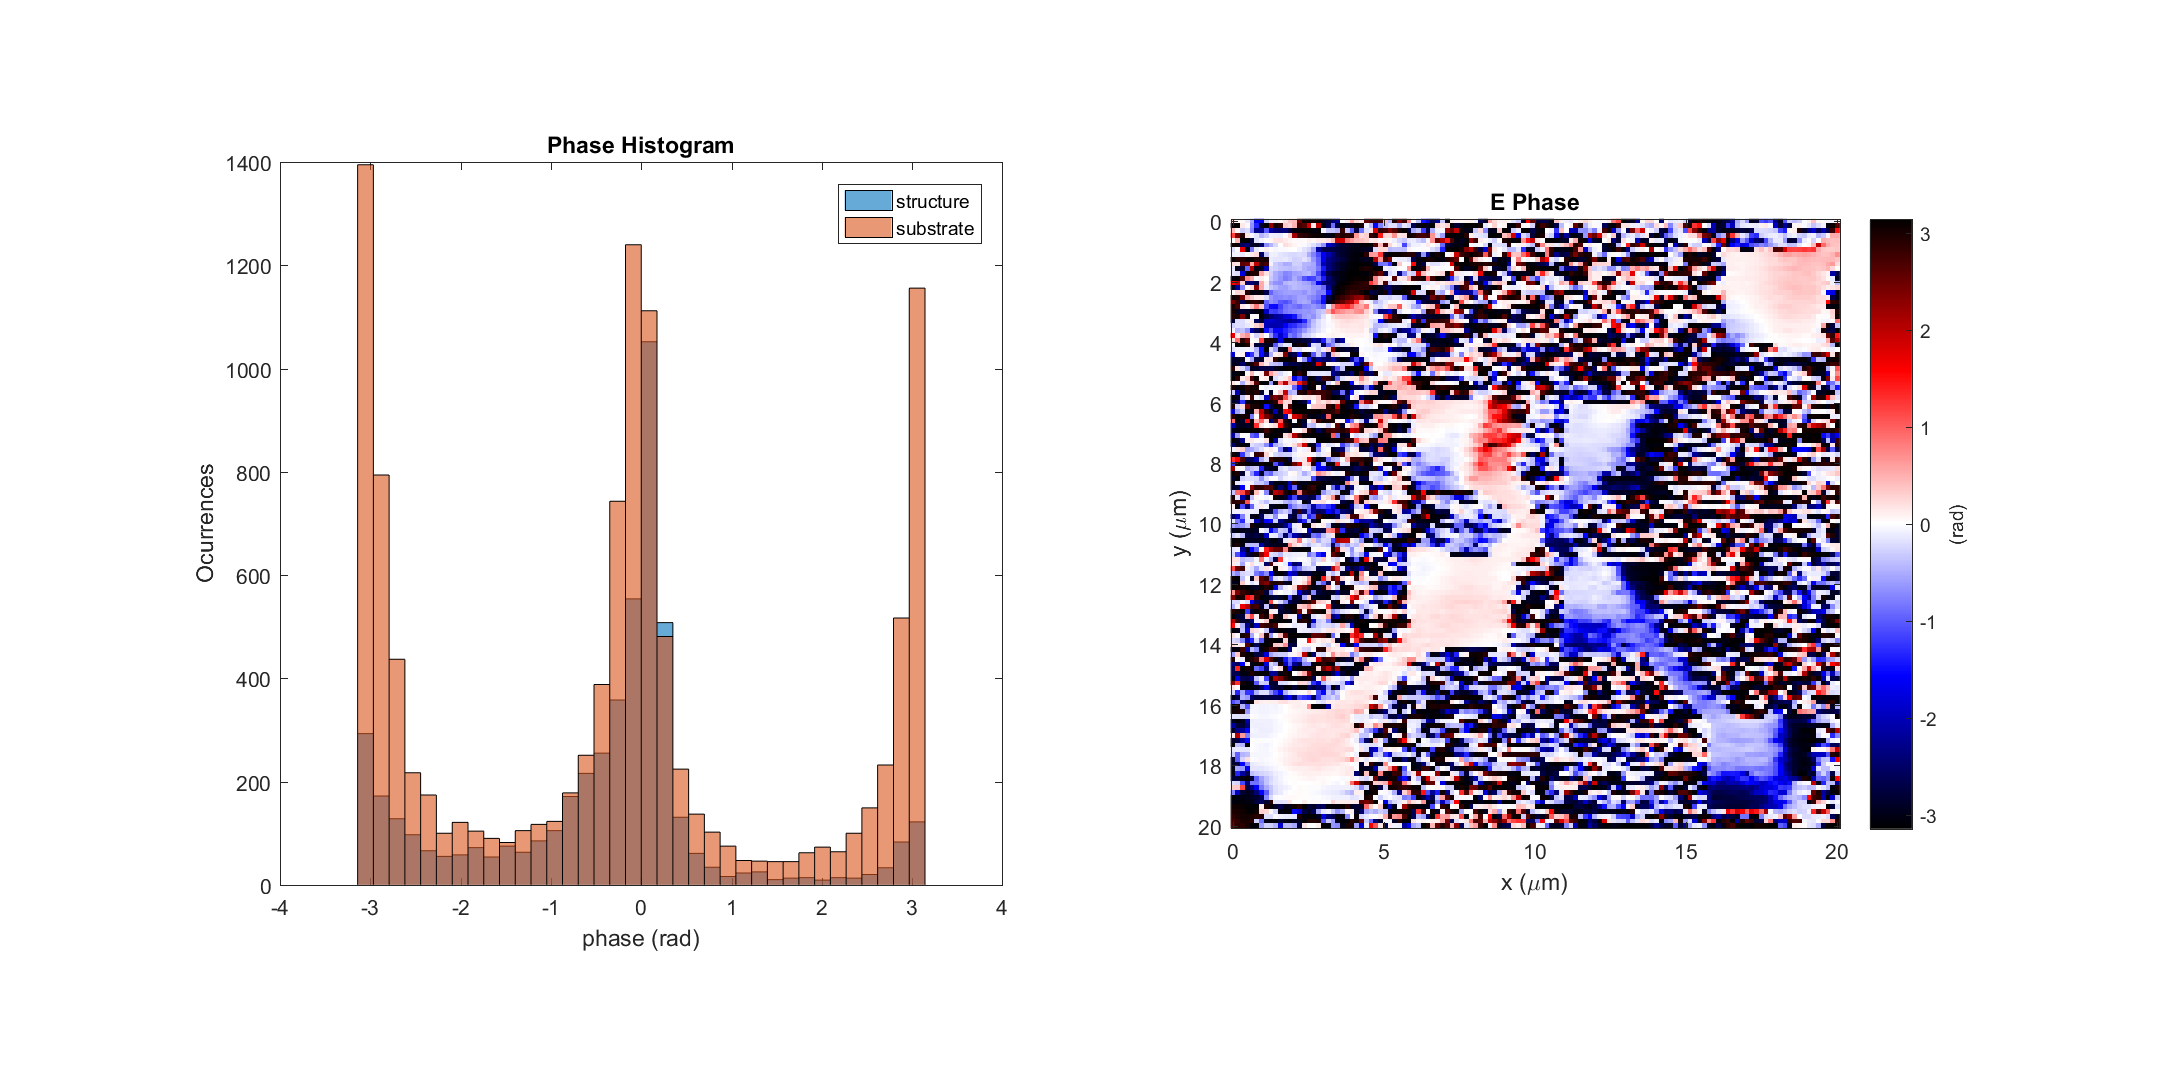 Phase Histogram
1400
1200
1000
800
600
400
200
0
Ocurrences
-4 -3 -2 -1 0 1 2 3 4
phase (rad)
structure
substrate
E Phase
0
2
4
6
8
10
12
14
16
18
20
y (μm)
0 5 10 15 20
x (μm)
3
2
1
0
-1
-2
-3
(rad)